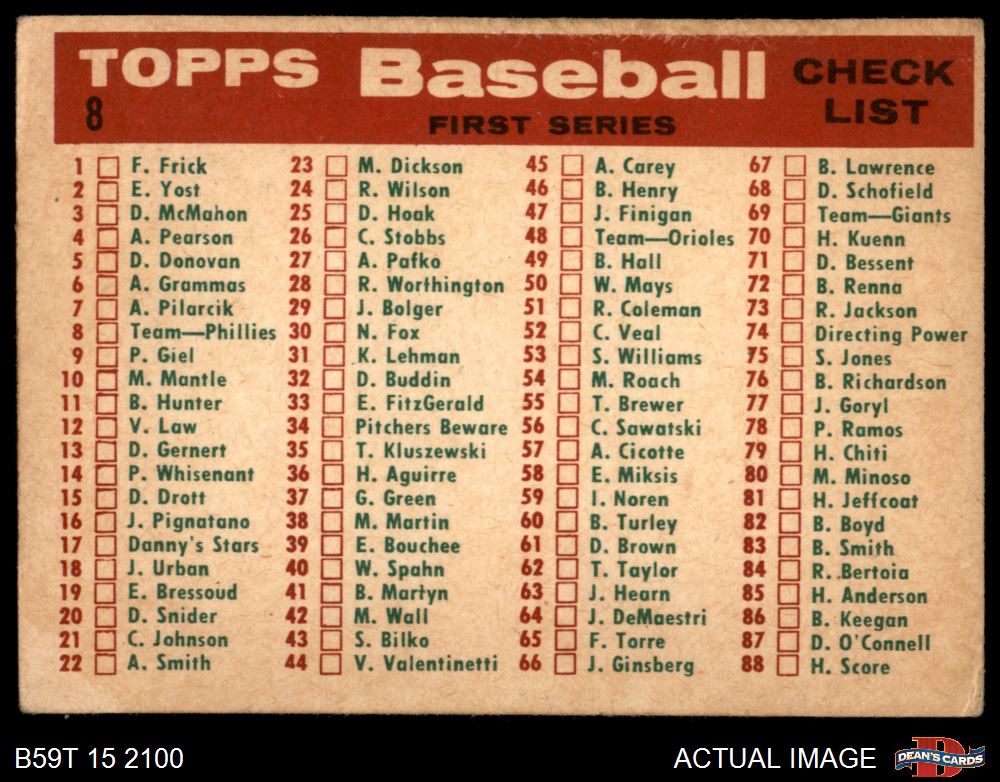 TOPPS Baseball CHECK LIST
8
FIRST SERIES
1 F. Frick
2 E. Yost
3 D. McMahon
4 A. Pearson
5 D. Donovan
6 A. Grammas
7 A. Pilarcik
8 Team—Phillies
9 P. Giel
10 M. Mantle
11 B. Hunter
12 V. Law
13 D. Gernert
14 P. Whisenant
15 D. Drott
16 J. Pignatano
17 Danny's Stars
18 J. Urban
19 E. Bressoud
20 D. Snider
21 C. Johnson
22 A. Smith
23 M. Dickson
24 R. Wilson
25 D. Hoak
26 C. Stobbs
27 A. Pafko
28 R. Worthington
29 J. Bolger
30 N. Fox
31 K. Lehman
32 D. Buddin
33 E. FitzGerald
34 Pitchers Beware
35 T. Kluszewski
36 H. Aguirre
37 G. Green
38 M. Martin
39 E. Bouchee
40 W. Spahn
41 B. Martyn
42 M. Wall
43 S. Bilko
44 V. Valentinetti
45 A. Carey
46 B. Henry
47 J. Finigan
48 Team—Orioles
49 B. Hall
50 W. Mays
51 R. Coleman
52 C. Veal
53 S. Williams
54 M. Roach
55 T. Brewer
56 C. Sawatski
57 A. Cicotte
58 E. Miksis
59 I. Noren
60 B. Turley
61 D. Brown
62 T. Taylor
63 J. Hearn
64 J. DeMaestri
65 F. Torre
66 J. Ginsberg
67 B. Lawrence
68 D. Schofield
69 Team—Giants
70 H. Kuenn
71 D. Bessent
72 B. Renna
73 R. Jackson
74 Directing Power
75 S. Jones
76 B. Richardson
77 J. Goryl
78 P. Ramos
79 H. Chiti
80 M. Minoso
81 H. Jeffcoat
82 B. Boyd
83 B. Smith
84 R. Bertoia
85 H. Anderson
86 B. Keegan
87 D. O'Connell
88 H. Score
B59T 15 2100
ACTUAL IMAGE
D
DEAN'S CARDS